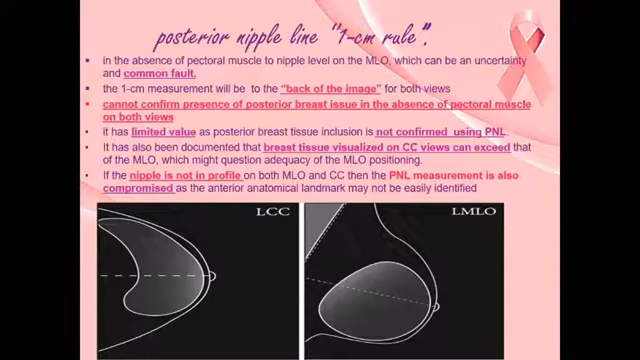 posterior nipple line "1-cm rule".
in the absence of pectoral muscle to nipple level on the MLO, which can be an uncertainty
and common fault.
the 1-cm measurement will be to the "back of the image" for both views
cannot confirm presence of posterior breast issue in the absence of pectoral muscle
on both views
it has limited value as posterior breast tissue inclusion is not confirmed using PNL.
It has also been documented that breast tissue visualized on CC views can exceed that
of the MLO, which might question adequacy of the MLO positioning.
If the nipple is not in profile on both MLO and CC then the PNL measurement is also
compromised as the anterior anatomical landmark may not be easily identified
LCC
LMLO